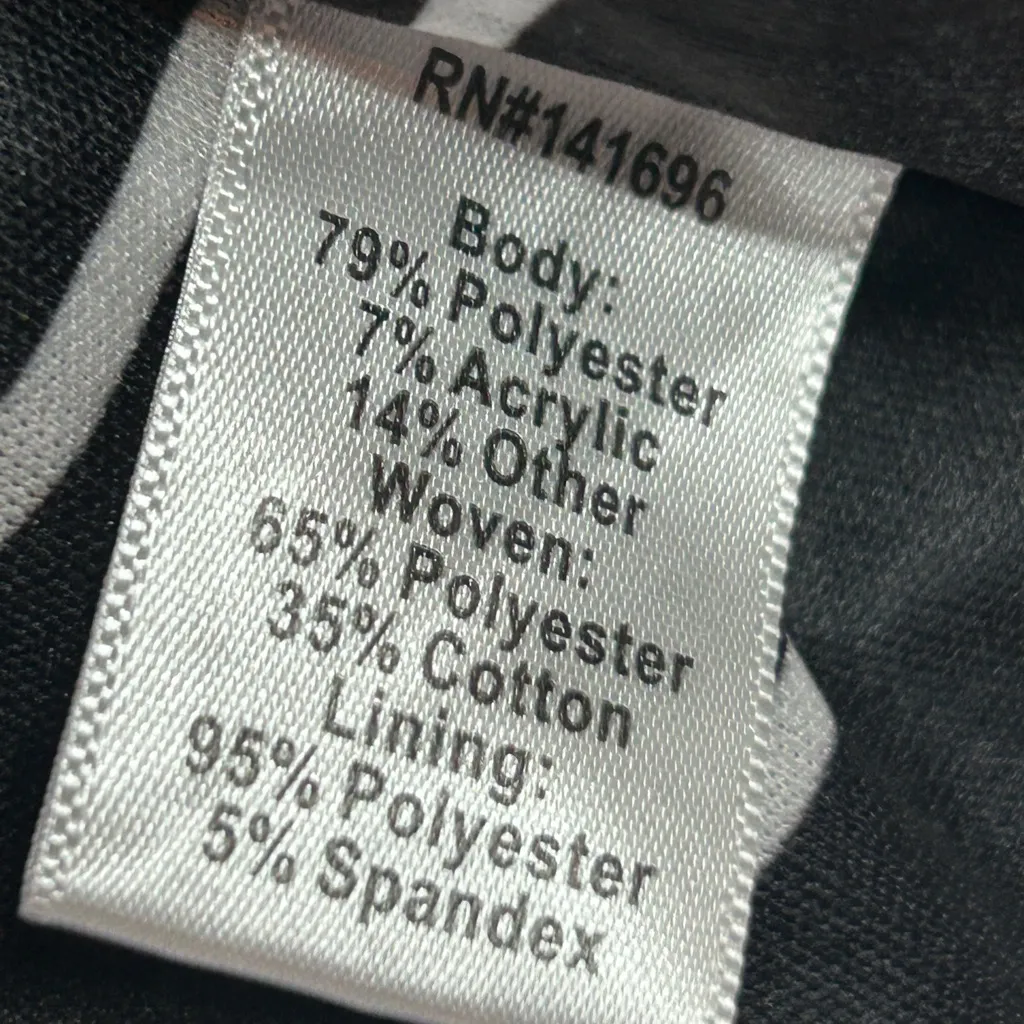 RN#141696
Body:
79% Polyester
7% Acrylic
14% Other
Woven:
65% Polyester
35% Cotton
Lining:
95% Polyester
5% Spandex